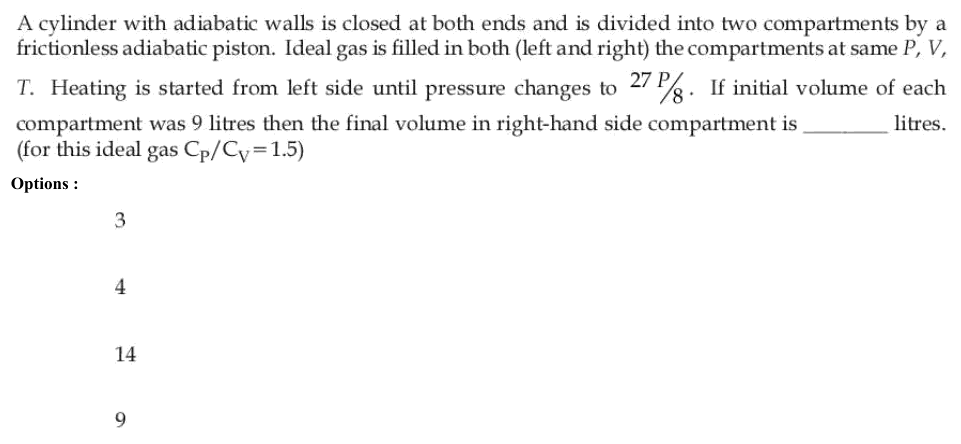 A cylinder with adiabatic walls is closed at both ends and is divided into two compartments by a
frictionless adiabatic piston. Ideal gas is filled in both (left and right) the compartments at same P, V,
T. Heating is started from left side until pressure changes to 27 P/8. If initial volume of each
compartment was 9 litres then the final volume in right-hand side compartment is ________ litres.
(for this ideal gas CP/CV=1.5)
Options :
3
4
14
9